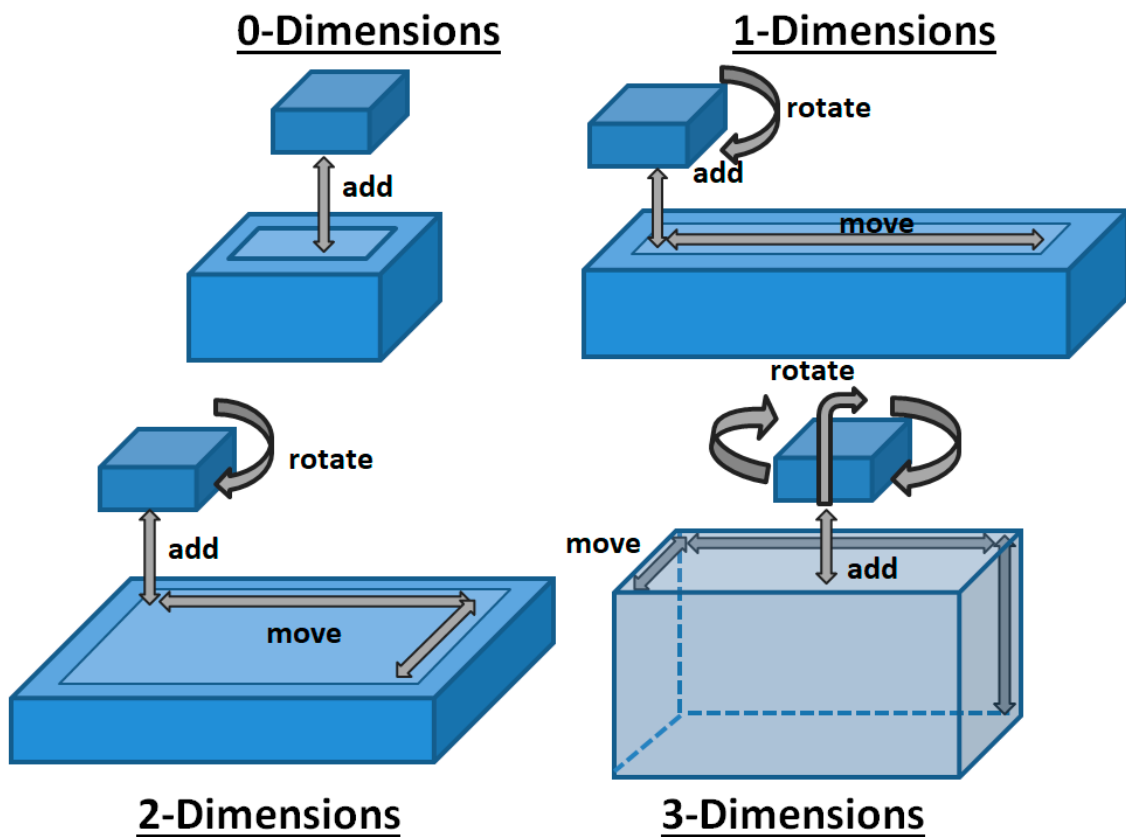 0-Dimensions
add
1-Dimensions
rotate
add
move
rotate
add
move
2-Dimensions
rotate
move
add
3-Dimensions